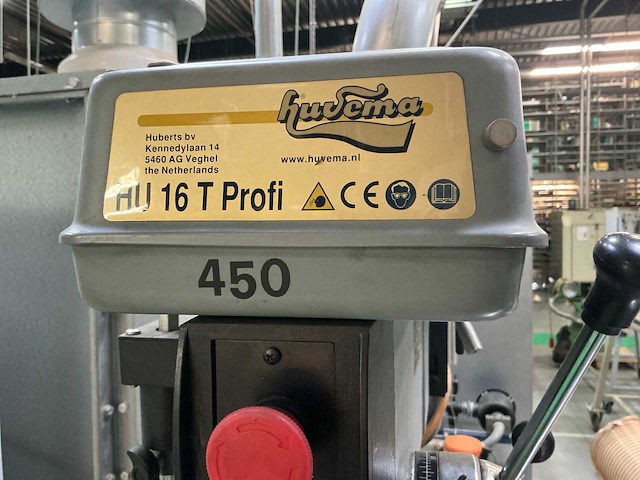 huvema
Huberts bv
Kennedylaan 14
5460 AG Veghel
the Netherlands
www.huvema.nl
HU 16 T Profi CE
450